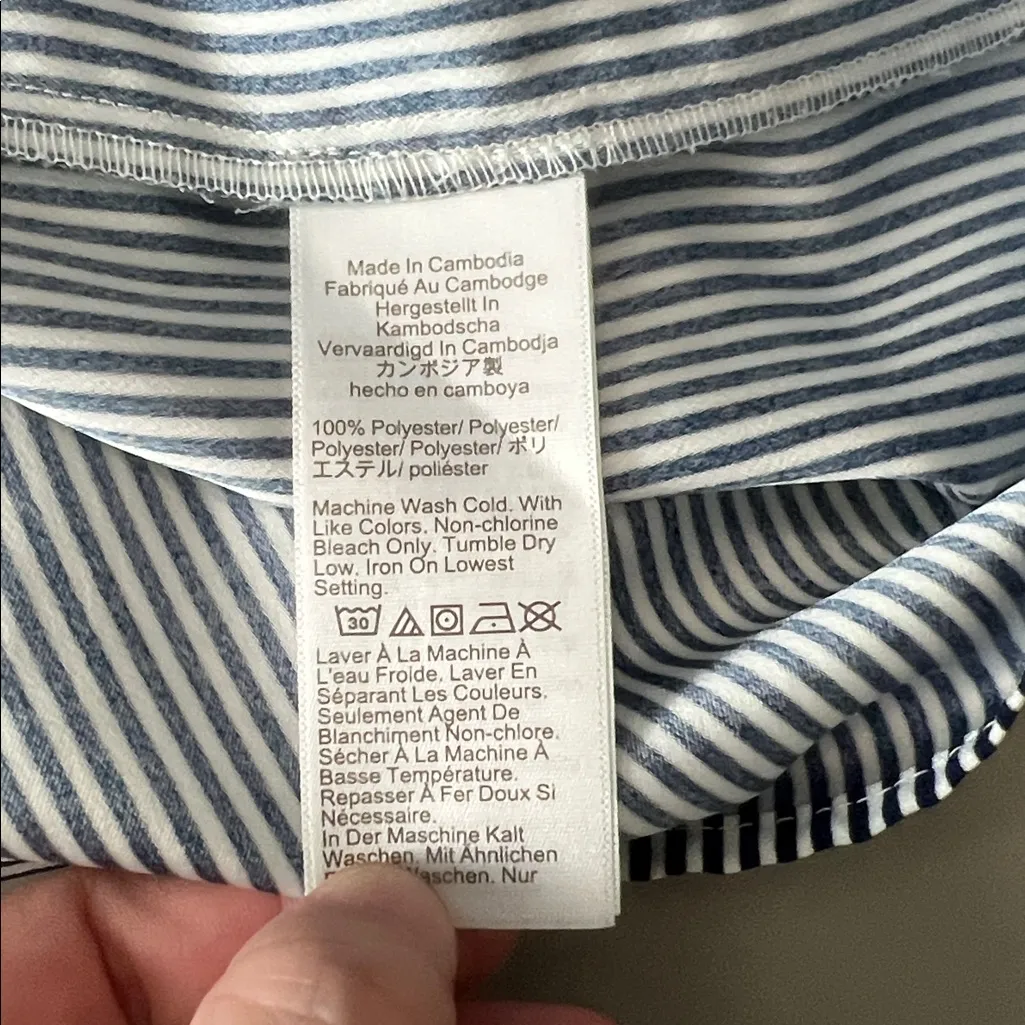 Made In Cambodia
Fabriqué Au Cambodge
Hergestellt In
Kambodscha
Vervaardigd In Cambodja
カンボジア製
hecho en camboya
100% Polyester/ Polyester/
Polyester/ Polyester/ ポリ
エステル/ poliéster
Machine Wash Cold. With
Like Colors. Non-chlorine
Bleach Only. Tumble Dry
Low. Iron On Lowest
Setting.
30
Laver À La Machine À
L'eau Froide. Laver En
Séparant Les Couleurs.
Seulement Agent De
Blanchiment Non-chlore.
Sécher À La Machine À
Basse Température.
Repasser À Fer Doux Si
Nécessaire.
In Der Maschine Kalt
Waschen. Mit Ähnlichen
Waschen. Nur